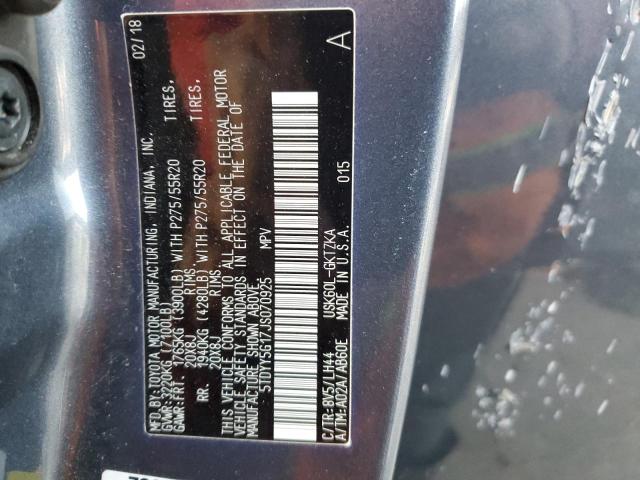 MFD.BY:TOYOTA MOTOR MANUFACTURING, INDIANA, INC. 02/18
GVWR:3220KG(7100LB)
GAWR:FRT. 1765KG (3900LB) WITH P275/55R20 TIRES,
20X8J RIMS,
RR. 1940KG (4280LB) WITH P275/55R20 TIRES,
20X8J RIMS
THIS VEHICLE CONFORMS TO ALL APPLICABLE FEDERAL MOTOR
VEHICLE SAFETY STANDARDS IN EFFECT ON THE DATE OF
MANUFACTURE SHOWN ABOVE.
5TDYY5G17JS070925 MPV
015
C/TR:8V5/LH44 USK60L-GKTZKA
A/TM:A02A/AB60E MADE IN U.S.A.
A